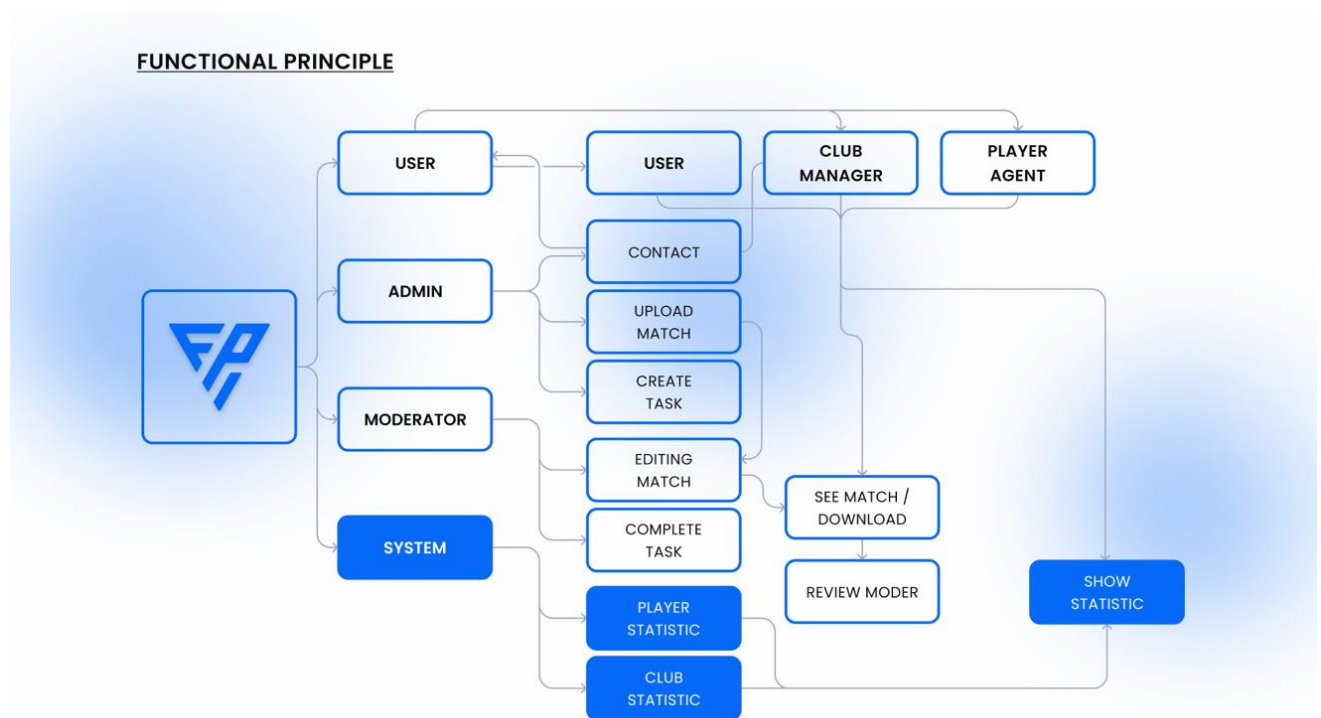 FUNCTIONAL PRINCIPLE
USER
USER
CLUB
MANAGER
PLAYER
AGENT
CONTACT
ADMIN
UPLOAD
MATCH
FPI
CREATE
TASK
MODERATOR
EDITING
MATCH
SEE MATCH /
DOWNLOAD
COMPLETE
TASK
SYSTEM
REVIEW MODER
SHOW
STATISTIC
PLAYER
STATISTIC
CLUB
STATISTIC